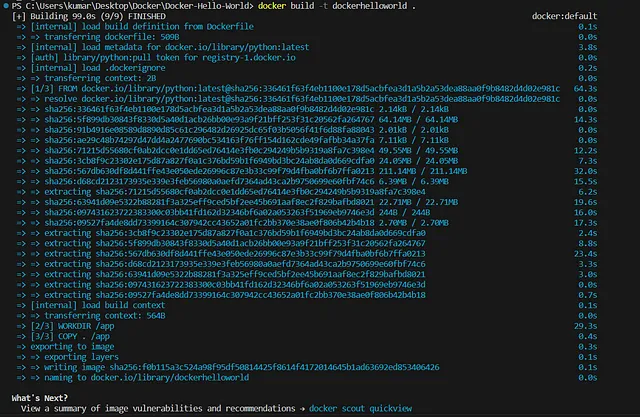 PS C:\Users\kumar\Desktop\Docker\Docker-Hello-World> docker build -t dockerhelloworld .
[+] Building 99.0s (9/9) FINISHED docker:default
=> [internal] load build definition from Dockerfile 0.1s
=> => transferring dockerfile: 509B 0.0s
=> [internal] load metadata for docker.io/library/python:latest 3.8s
=> [auth] library/python:pull token for registry-1.docker.io 0.0s
=> [internal] load .dockerignore 0.2s
=> => transferring context: 2B 0.0s
=> [1/3] FROM docker.io/library/python:latest@sha256:336461f63f4eb1100e178d5acbfea3d1a5b2a53dea88aa0f9b8482d4d02e981c 64.3s
=> => resolve docker.io/library/python:latest@sha256:336461f63f4eb1100e178d5acbfea3d1a5b2a53dea88aa0f9b8482d4d02e981c 0.1s
=> => sha256:336461f63f4eb1100e178d5acbfea3d1a5b2a53dea88aa0f9b8482d4d02e981c 2.14kB / 2.14kB 0.0s
=> => sha256:5f899db30843f8330d5a40d1acb26bb00e93a9f21bff253f31c20562fa264767 64.14MB / 64.14MB 14.3s
=> => sha256:91b4916e08589d8890d85c61c296482d26925dc65f03b5056f41f6d88fa88043 2.01kB / 2.01kB 0.0s
=> => sha256:ae29c48b74297d47dd4a2477690bc534163f76ff154d162cde49fafbb34a37fa 7.11kB / 7.11kB 0.0s
=> => sha256:71215d55680cf0ab2dcc0e1dd65ed76414e3fb0c294249b5b9319a8fa7c398e4 49.55MB / 49.55MB 12.2s
=> => sha256:3cb8f9c23302e175d87a827f0a1c376bd59b1f6949bd3bc24ab8da0d669cdfa0 24.05MB / 24.05MB 7.3s
=> => sha256:567db630df8d441ffe43e050ede26996c87e3b33c99f79d4fba0bf6b7ffa0213 211.14MB / 211.14MB 32.0s
=> => sha256:d68cd2123173935e339e3feb56980a0aefd7364ad43ca2b9750699e60fbf74c6 6.39MB / 6.39MB 15.5s
=> => extracting sha256:71215d55680cf0ab2dcc0e1dd65ed76414e3fb0c294249b5b9319a8fa7c398e4 6.2s
=> => sha256:63941d09e5322b88281f3a325eff9ced5bf2ee45b691aaf8ec2f829bafbd8021 22.71MB / 22.71MB 19.6s
=> => sha256:097431623722383300c03bb41fd162d32346bf6a02a053263f51969eb9746e3d 244B / 244B 16.0s
=> => sha256:09527fa4de8dd73399164c307942cc43652a01fc2bb370e38ae0f806b42b4b18 2.70MB / 2.70MB 17.3s
=> => extracting sha256:3cb8f9c23302e175d87a827f0a1c376bd59b1f6949bd3bc24ab8da0d669cdfa0 2.4s
=> => extracting sha256:5f899db30843f8330d5a40d1acb26bb00e93a9f21bff253f31c20562fa264767 8.8s
=> => extracting sha256:567db630df8d441ffe43e050ede26996c87e3b33c99f79d4fba0bf6b7ffa0213 23.4s
=> => extracting sha256:d68cd2123173935e339e3feb56980a0aefd7364ad43ca2b9750699e60fbf74c6 3.3s
=> => extracting sha256:63941d09e5322b88281f3a325eff9ced5bf2ee45b691aaf8ec2f829bafbd8021 3.0s
=> => extracting sha256:097431623722383300c03bb41fd162d32346bf6a02a053263f51969eb9746e3d 0.0s
=> => extracting sha256:09527fa4de8dd73399164c307942cc43652a01fc2bb370e38ae0f806b42b4b18 0.7s
=> [internal] load build context 0.1s
=> => transferring context: 564B 0.0s
=> [2/3] WORKDIR /app 29.3s
=> [3/3] COPY . /app 0.4s
=> exporting to image 0.3s
=> => exporting layers 0.1s
=> => writing image sha256:f0b115a3c524a98f95df50814425f8614f4172014645b1ad63692ed853406426 0.1s
=> => naming to docker.io/library/dockerhelloworld 0.0s
What's Next?
View a summary of image vulnerabilities and recommendations → docker scout quickview